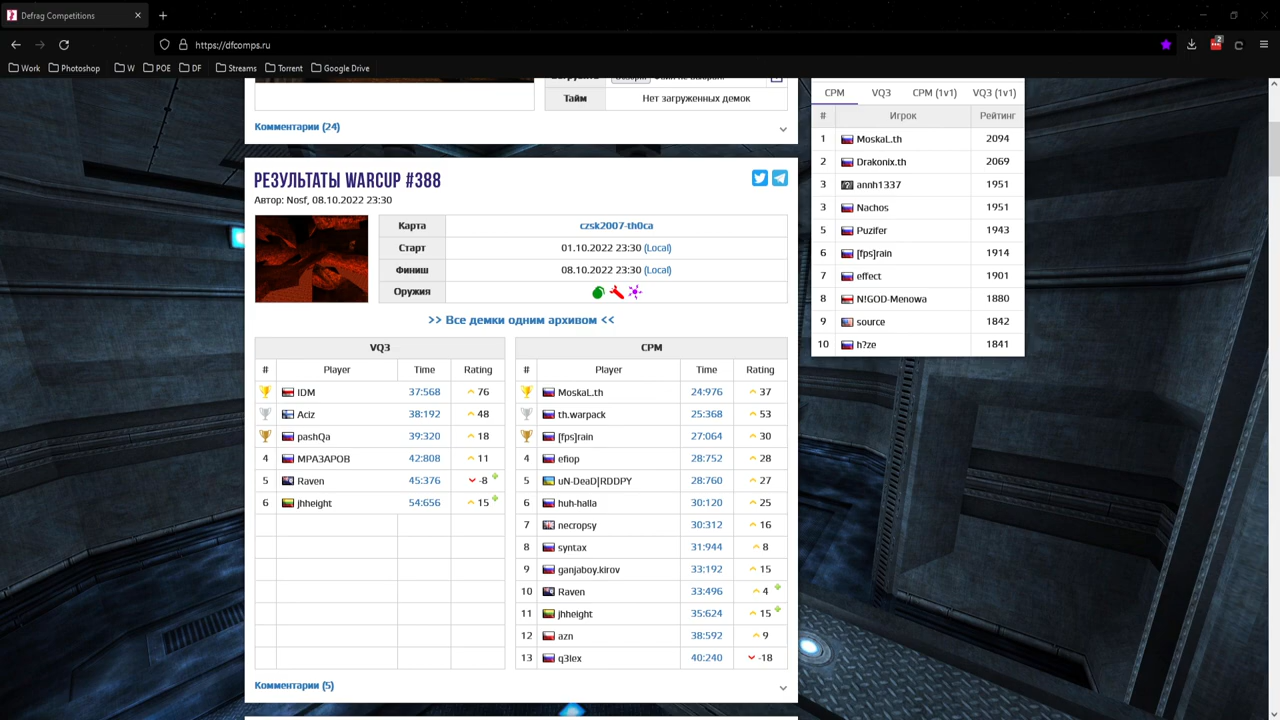 Defrag Competitions
https://dfcomps.ru
2
Work Photoshop W POE DF Streams Torrent Google Drive
Тайм Нет загруженных демок
Комментарии (24)
РЕЗУЛЬТАТЫ WARCUP #388
Автор: Nosf, 08.10.2022 23:30
Карта czsk2007-th0ca
Старт 01.10.2022 23:30 (Local)
Финиш 08.10.2022 23:30 (Local)
Оружия
>> Все демки одним архивом <<
VQ3
# Player Time Rating
IDM 37:568 76
Aciz 38:192 48
pashQa 39:320 18
4 МРАЗАРОВ 42:808 11
5 Raven 45:376 -8
6 jhheight 54:656 15
CPM
# Player Time Rating
MoskaL.th 24:976 37
th.warpack 25:368 53
[fps]rain 27:064 30
4 efiop 28:752 28
5 uN-DeaD|RDDPY 28:760 27
6 huh-halla 30:120 25
7 necropsy 30:312 16
8 syntax 31:944 8
9 ganjaboy.kirov 33:192 15
10 Raven 33:496 4
11 jhheight 35:624 15
12 azn 38:592 9
13 q3lex 40:240 -18
Комментарии (5)
CPM VQ3 CPM (1v1) VQ3 (1v1)
# Игрок Рейтинг
1 MoskaL.th 2094
2 Drakonix.th 2069
3 annh1337 1951
3 Nachos 1951
5 Puzifer 1943
6 [fps]rain 1914
7 effect 1901
8 N!GOD-Menowa 1880
9 source 1842
10 h?ze 1841